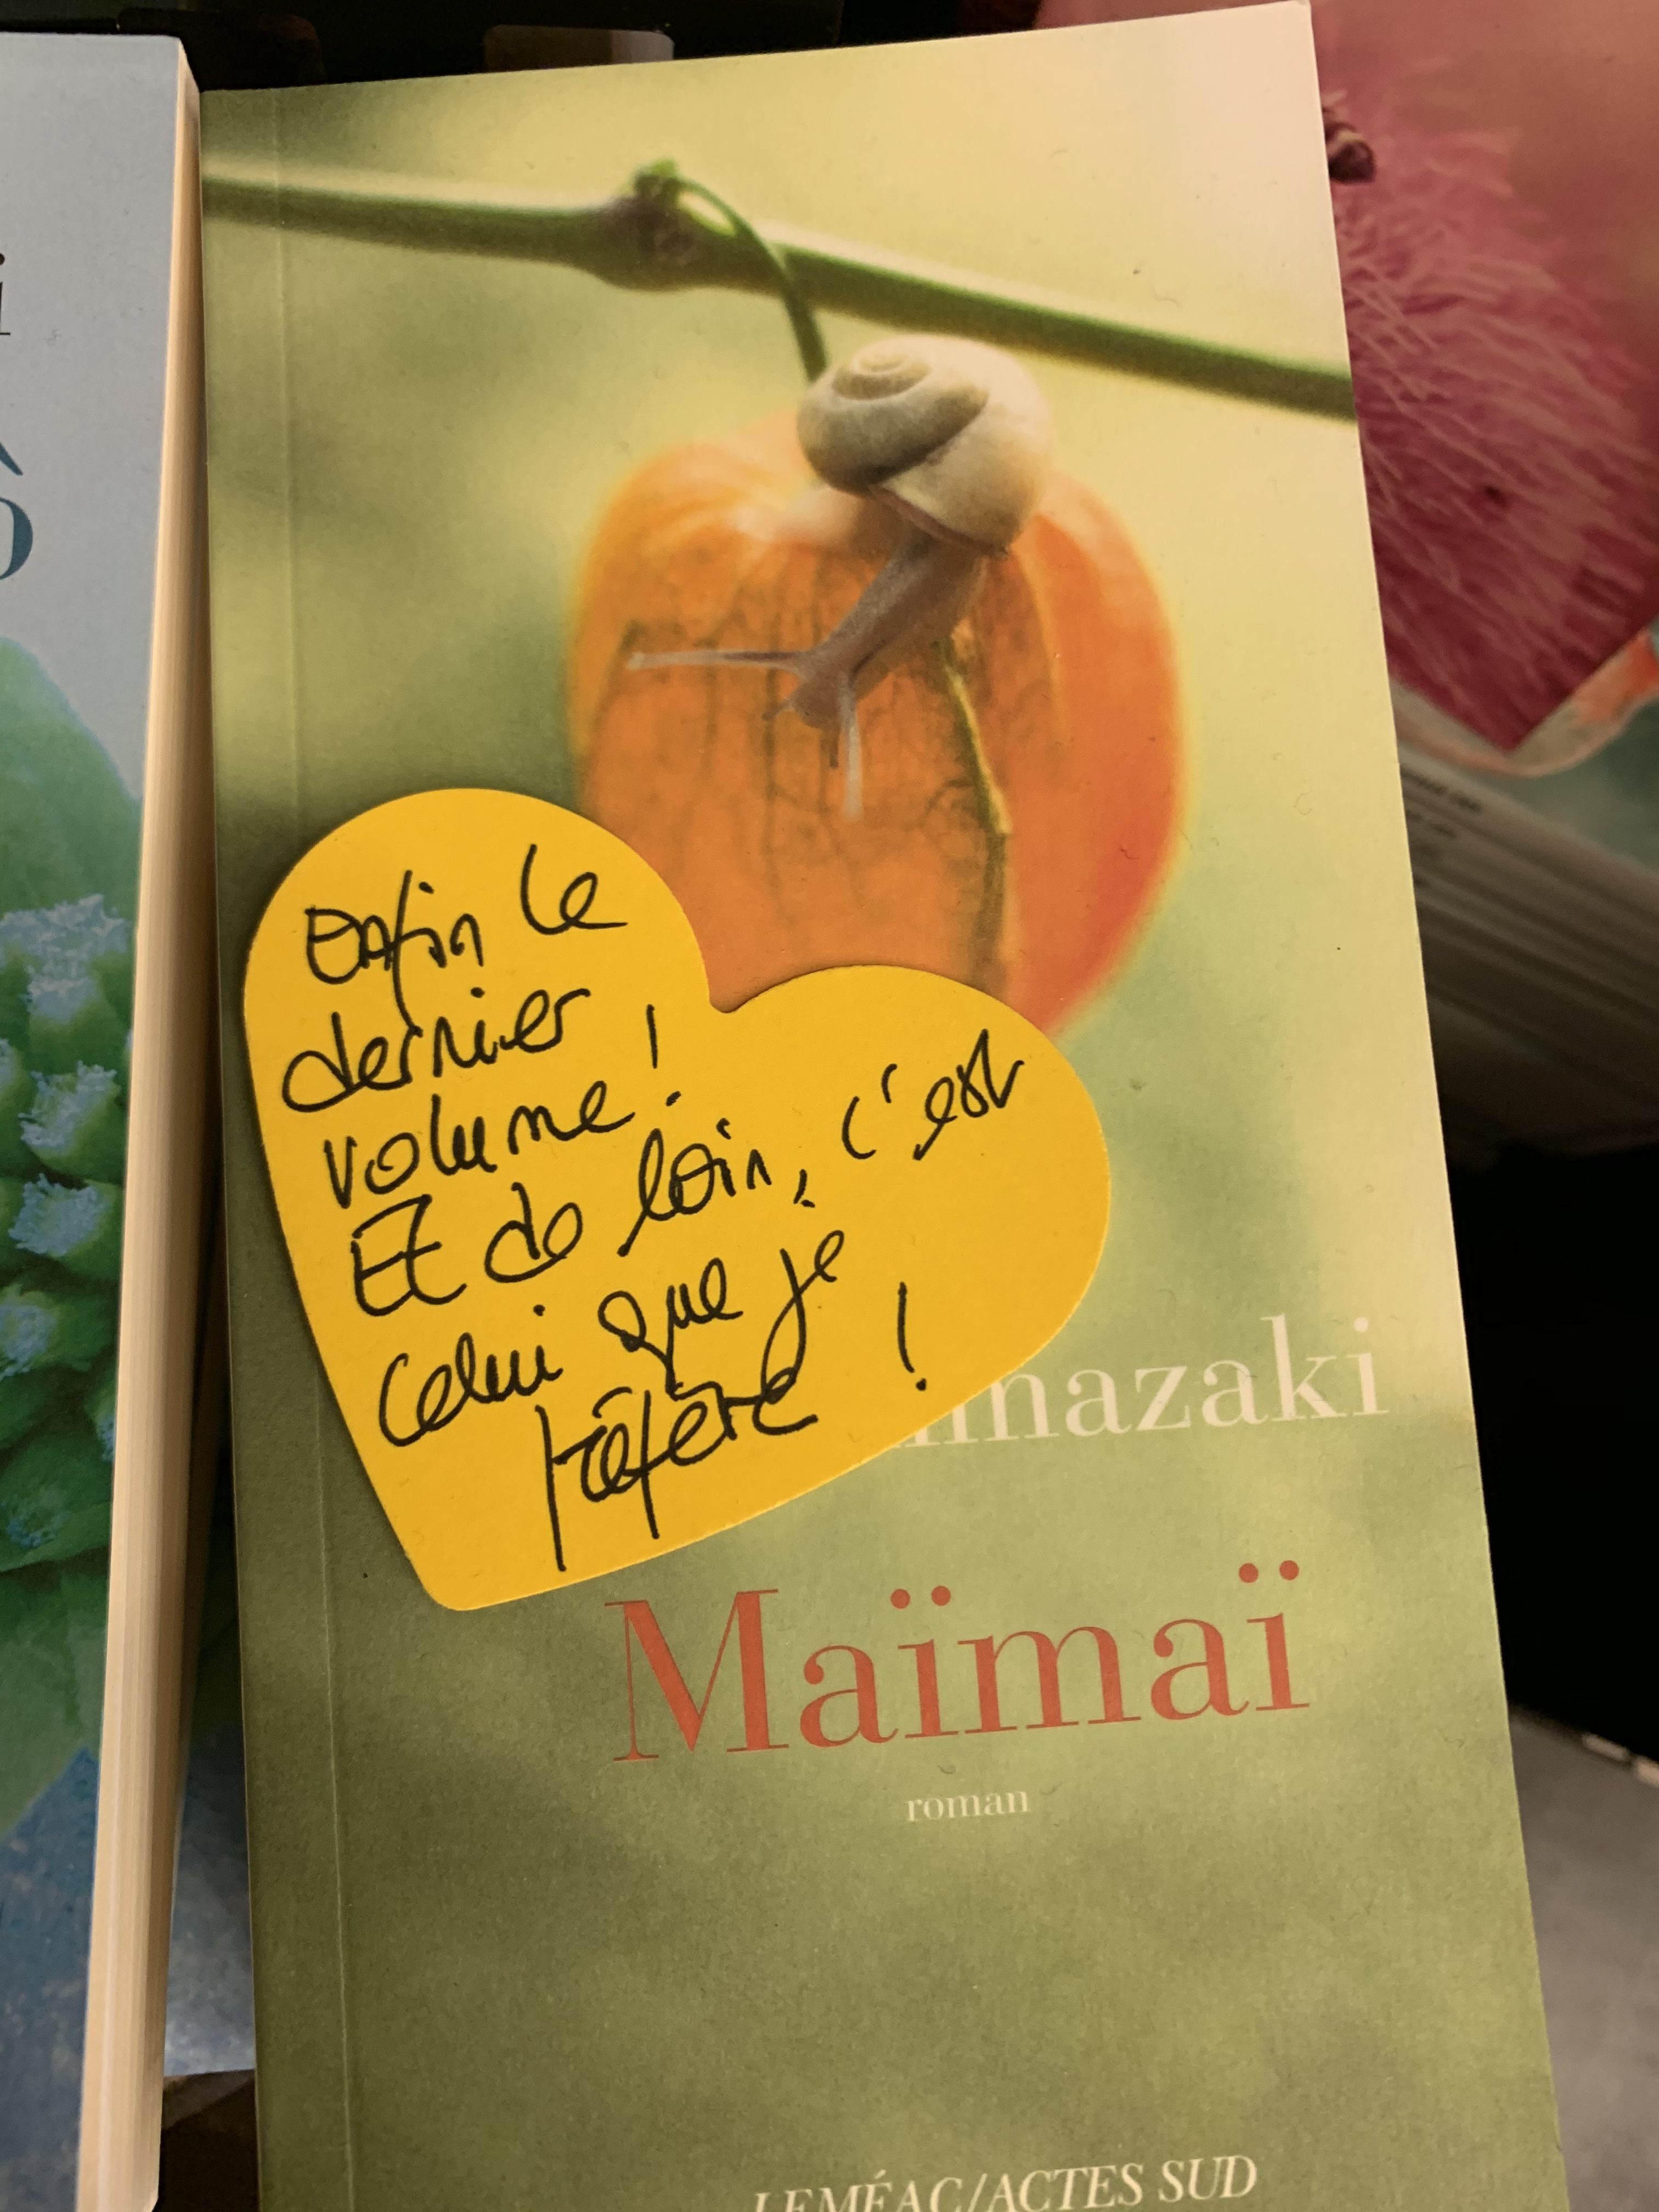 Enfin le
dernier
volume !
Et de loin, c'est
celui que je
préfère !
mazaki
Maïmaï
roman
LEMÉAC/ACTES SUD
i